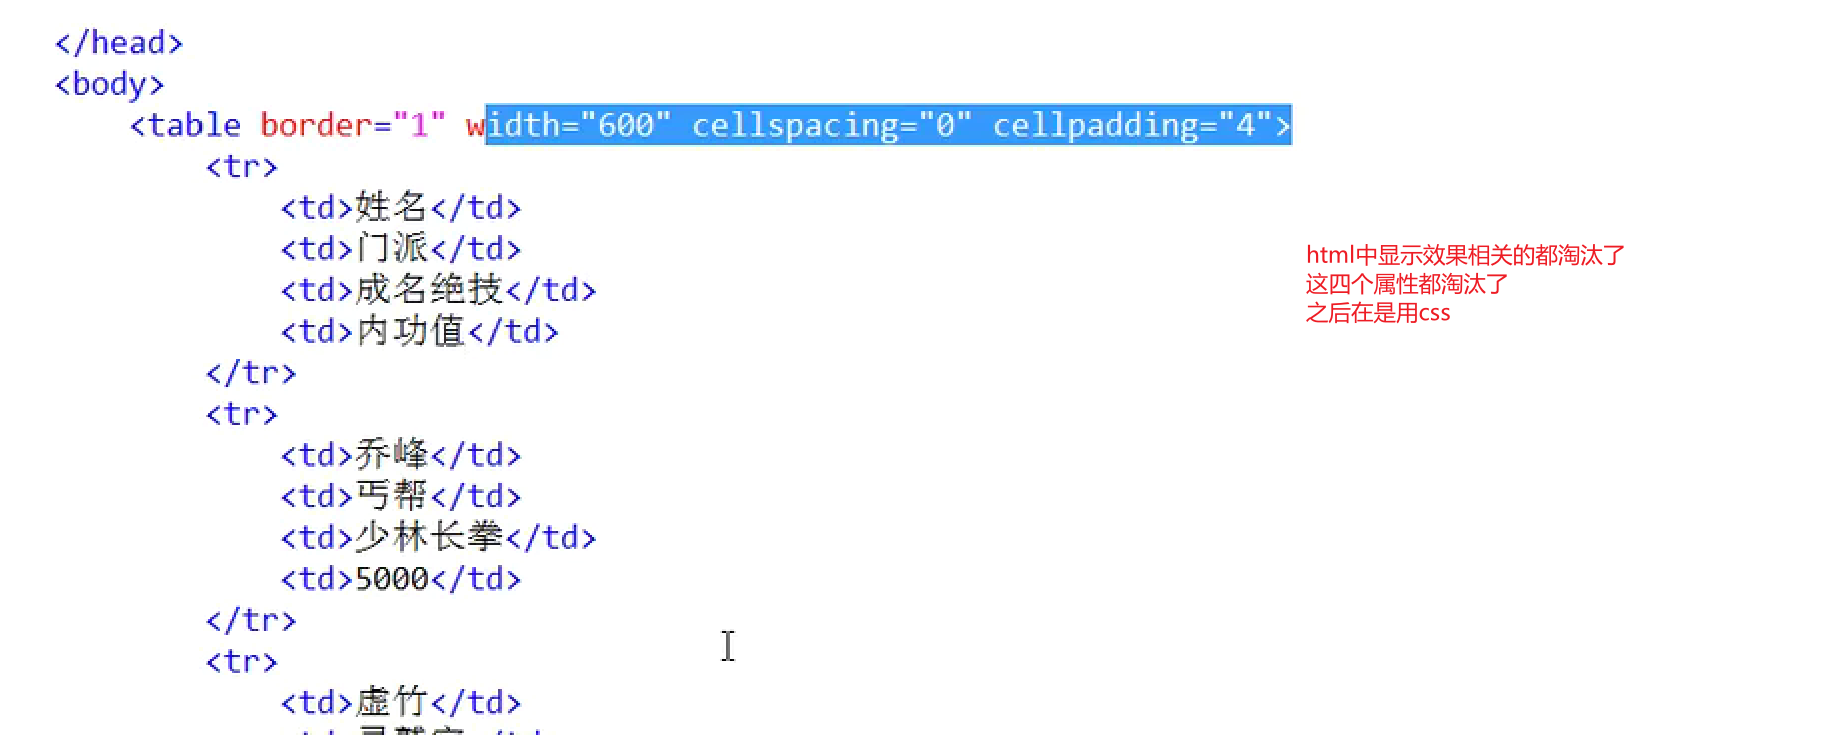 </head>
<body>
<table border="1" width="600" cellspacing="0" cellpadding="4">
<tr>
<td>姓名</td>
<td>门派</td>
<td>成名绝技</td>
<td>内功值</td>
</tr>
<tr>
<td>乔峰</td>
<td>丐帮</td>
<td>少林长拳</td>
<td>5000</td>
</tr>
<tr>
<td>虚竹</td>
html中显示效果相关的都淘汰了
这四个属性都淘汰了
之后在是用css